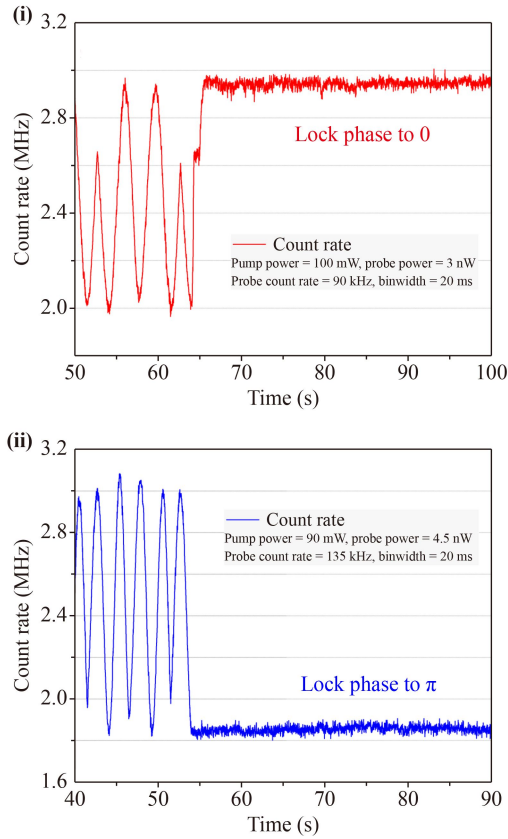 (i)
3.2
2.8
2.4
2.0
Count rate (MHz)
Lock phase to 0
Count rate
Pump power = 100 mW, probe power = 3 nW
Probe count rate = 90 kHz, binwidth = 20 ms
50 60 70 80 90 100
Time (s)
(ii)
3.2
2.8
2.4
2.0
1.6
Count rate (MHz)
Count rate
Pump power = 90 mW, probe power = 4.5 nW
Probe count rate = 135 kHz, binwidth = 20 ms
Lock phase to π
40 50 60 70 80 90
Time (s)